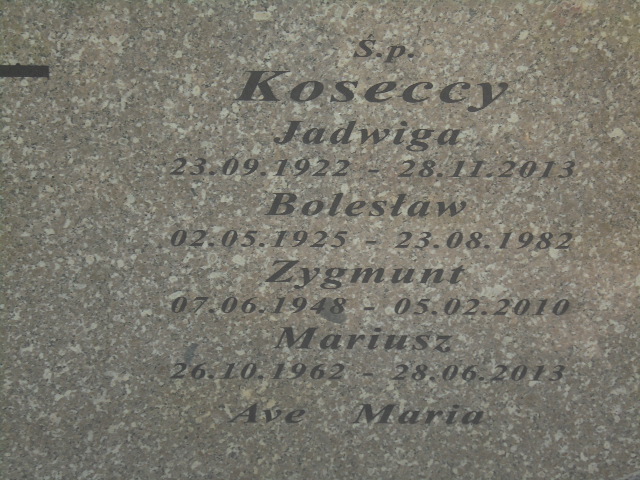 Ś.p.
Koseccy
Jadwiga
23.09.1922 - 28.11.2013
Bolesław
02.05.1925 - 23.08.1982
Zygmunt
07.06.1948 - 05.02.2010
Mariusz
26.10.1962 - 28.06.2013
Ave Maria